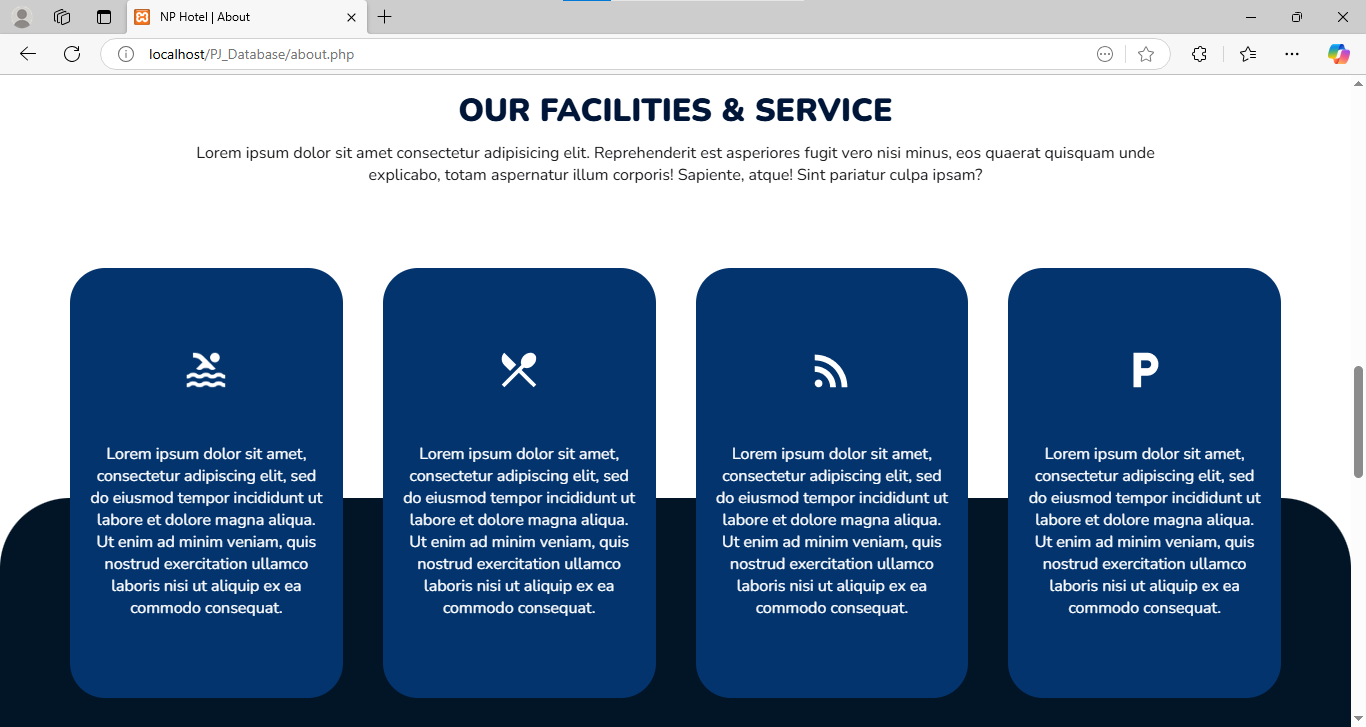 NP Hotel | About
localhost/PJ_Database/about.php
OUR FACILITIES & SERVICE
Lorem ipsum dolor sit amet consectetur adipisicing elit. Reprehenderit est asperiores fugit vero nisi minus, eos quaerat quisquam unde
explicabo, totam aspernatur illum corporis! Sapiente, atque! Sint pariatur culpa ipsam?
Lorem ipsum dolor sit amet,
consectetur adipiscing elit, sed
do eiusmod tempor incididunt ut
labore et dolore magna aliqua.
Ut enim ad minim veniam, quis
nostrud exercitation ullamco
laboris nisi ut aliquip ex ea
commodo consequat.
Lorem ipsum dolor sit amet,
consectetur adipiscing elit, sed
do eiusmod tempor incididunt ut
labore et dolore magna aliqua.
Ut enim ad minim veniam, quis
nostrud exercitation ullamco
laboris nisi ut aliquip ex ea
commodo consequat.
Lorem ipsum dolor sit amet,
consectetur adipiscing elit, sed
do eiusmod tempor incididunt ut
labore et dolore magna aliqua.
Ut enim ad minim veniam, quis
nostrud exercitation ullamco
laboris nisi ut aliquip ex ea
commodo consequat.
P
Lorem ipsum dolor sit amet,
consectetur adipiscing elit, sed
do eiusmod tempor incididunt ut
labore et dolore magna aliqua.
Ut enim ad minim veniam, quis
nostrud exercitation ullamco
laboris nisi ut aliquip ex ea
commodo consequat.